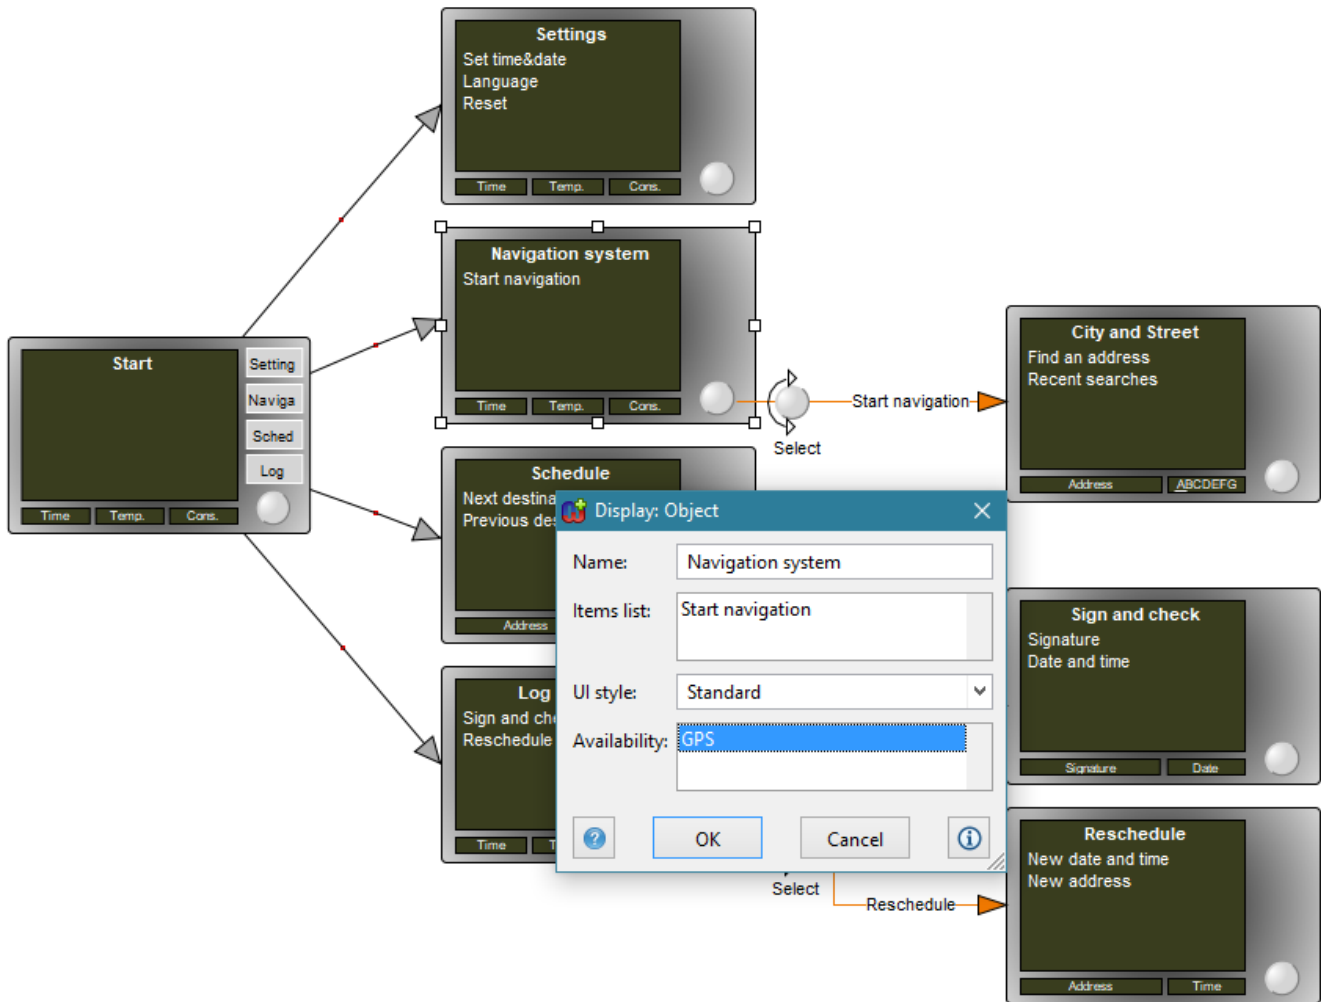 Settings
Set time&date
Language
Reset
Time Temp. Cons.
Navigation system
Start navigation
Time Temp. Cons.
Start
Setting
Naviga
Sched
Log
Time Temp. Cons.
Select
Start navigation
City and Street
Find an address
Recent searches
Address ABCDEFG
Schedule
Next destina
Previous des
Address
Log
Sign and che
Reschedule
Time T
Display: Object
Name: Navigation system
Items list: Start navigation
UI style: Standard
Availability: GPS
? OK Cancel i
Sign and check
Signature
Date and time
Signature Date
Select
Reschedule
Reschedule
New date and time
New address
Address Time